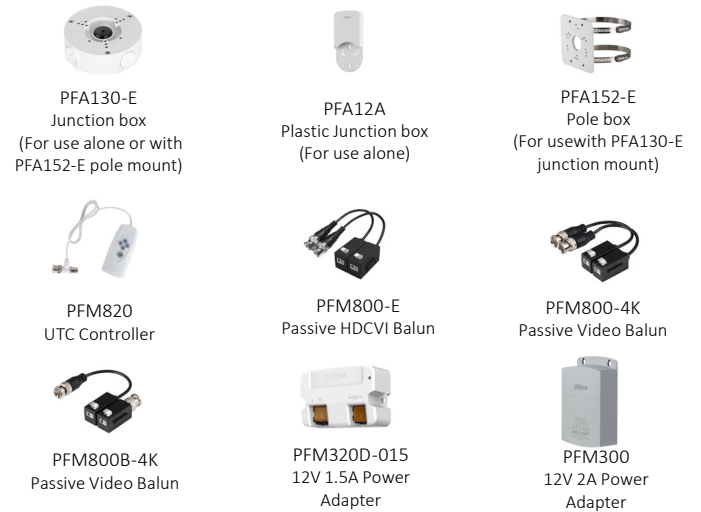 PFA130-E
Junction box
(For use alone or with
PFA152-E pole mount)
PFA12A
Plastic Junction box
(For use alone)
PFA152-E
Pole box
(For usewith PFA130-E
junction mount)
PFM820
UTC Controller
PFM800-E
Passive HDCVI Balun
PFM800-4K
Passive Video Balun
PFM800B-4K
Passive Video Balun
PFM320D-015
12V 1.5A Power
Adapter
PFM300
12V 2A Power
Adapter